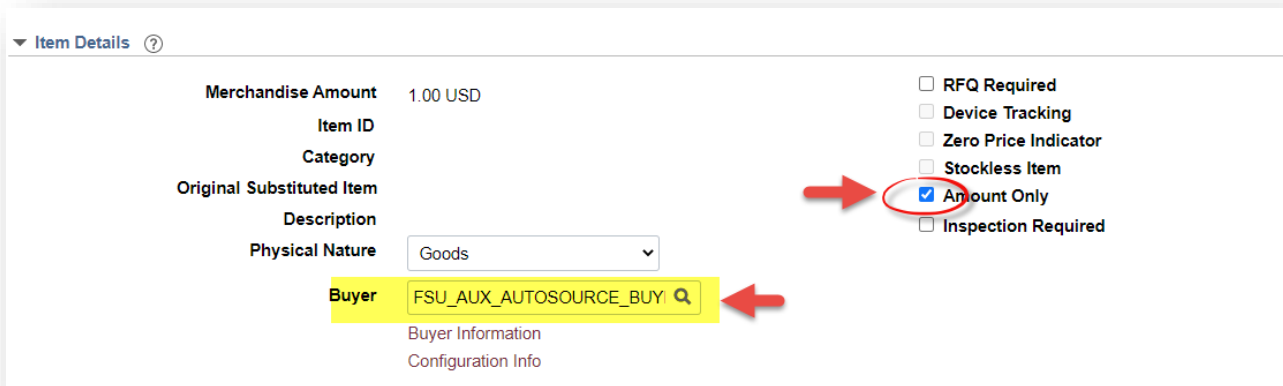 Item Details ?
Merchandise Amount 1.00 USD
Item ID
Category
Original Substituted Item
Description
Physical Nature Goods
Buyer FSU_AUX_AUTOSOURCE_BUY
Buyer Information
Configuration Info
RFQ Required
Device Tracking
Zero Price Indicator
Stockless Item
Amount Only
Inspection Required